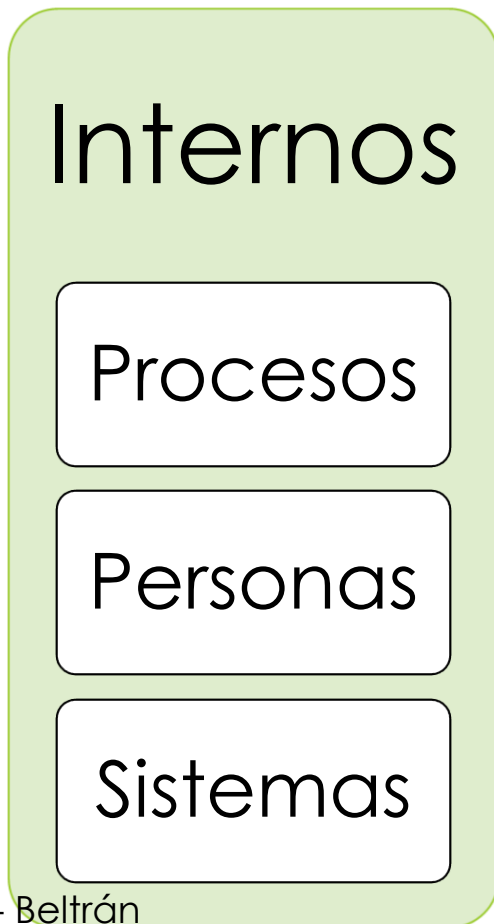 Internos
Procesos
Personas
Sistemas
- Beltrán